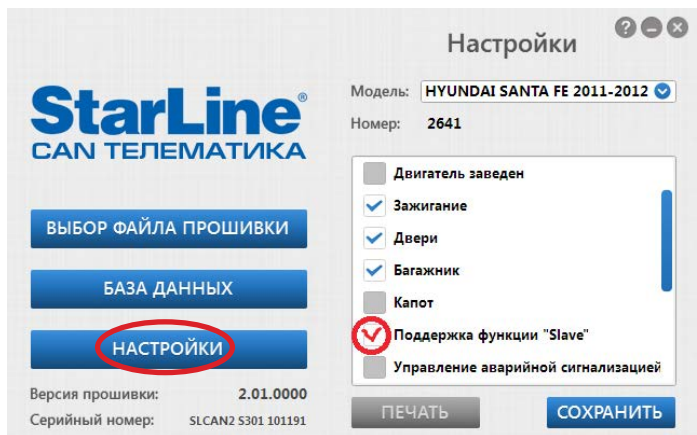 StarLine®
CAN ТЕЛЕМАТИКА
ВЫБОР ФАЙЛА ПРОШИВКИ
БАЗА ДАННЫХ
НАСТРОЙКИ
Версия прошивки: 2.01.0000
Серийный номер: SLCAN2 S301 101191
Настройки
Модель: HYUNDAI SANTA FE 2011-2012
Номер: 2641
Двигатель заведен
Зажигание
Двери
Багажник
Капот
Поддержка функции "Slave"
Управление аварийной сигнализацией
ПЕЧАТЬ
СОХРАНИТЬ